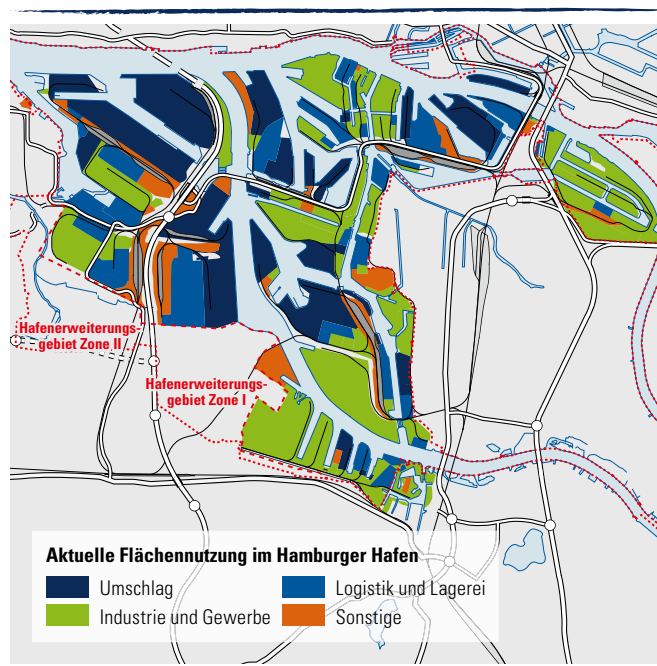 Hafenerweiterungs-
gebiet Zone II
Hafenerweiterungs-
gebiet Zone I
Aktuelle Flächennutzung im Hamburger Hafen
Umschlag
Logistik und Lagerei
Industrie und Gewerbe
Sonstige